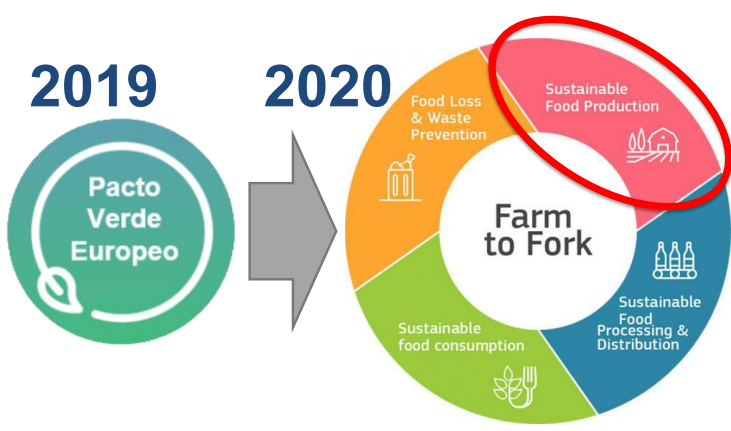 2019
Pacto
Verde
Europeo
2020
Food Loss
& Waste
Prevention
Sustainable
Food Production
Farm
to Fork
Sustainable
Food
Processing &
Distribution
Sustainable
food consumption